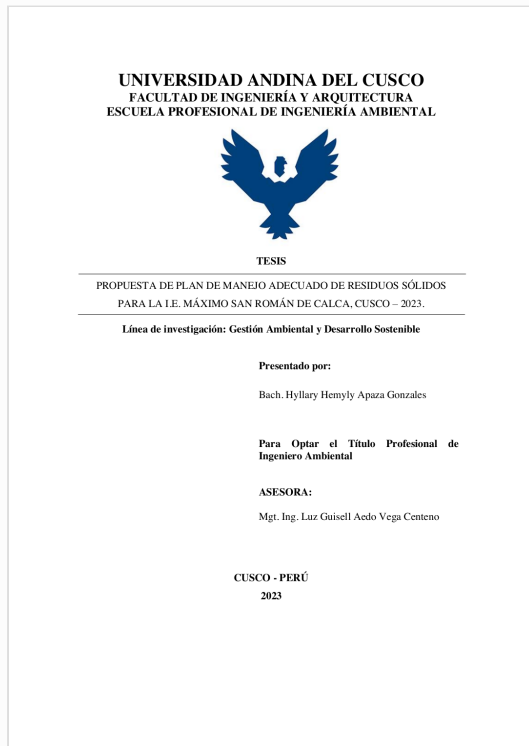 UNIVERSIDAD ANDINA DEL CUSCO
FACULTAD DE INGENIERÍA Y ARQUITECTURA
ESCUELA PROFESIONAL DE INGENIERÍA AMBIENTAL
TESIS
PROPUESTA DE PLAN DE MANEJO ADECUADO DE RESIDUOS SÓLIDOS
PARA LA I.E. MÁXIMO SAN ROMÁN DE CALCA, CUSCO – 2023.
Línea de investigación: Gestión Ambiental y Desarrollo Sostenible
Presentado por:
Bach. Hyllary Hemyly Apaza Gonzales
Para Optar el Título Profesional de
Ingeniero Ambiental
ASESORA:
Mgt. Ing. Luz Guisell Aedo Vega Centeno
CUSCO - PERÚ
2023